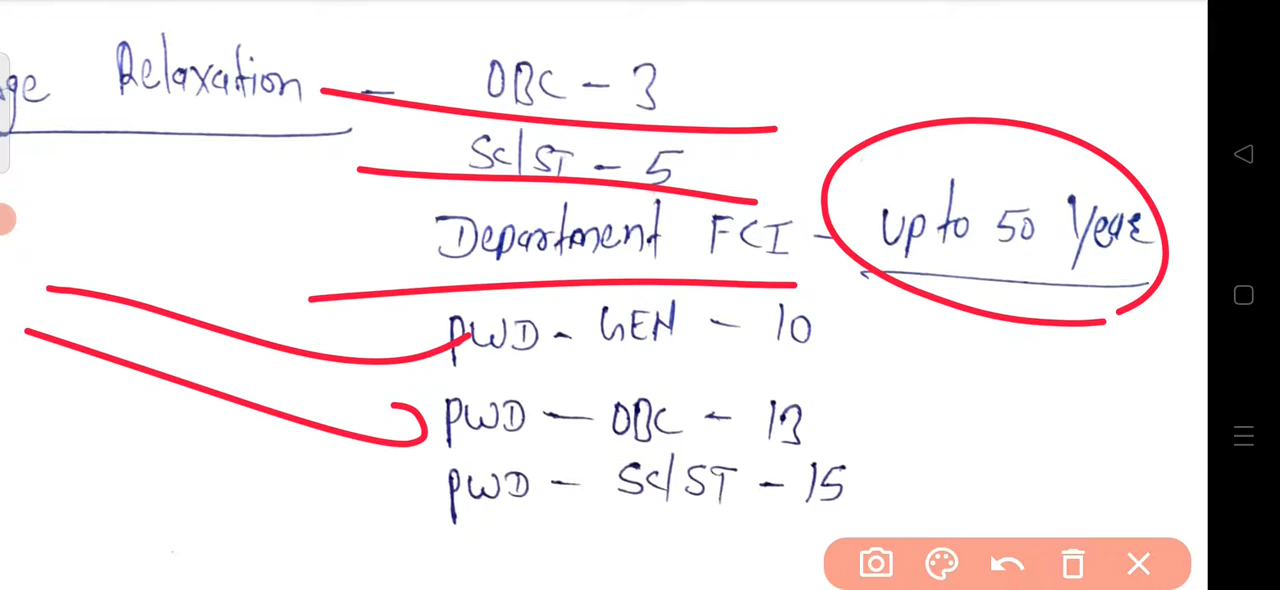 ge Relaxation - OBC - 3
SC/ST - 5
Department FCI - up to 50 Year
PWD - GEN - 10
PWD - OBC - 13
PWD - SC/ST - 15